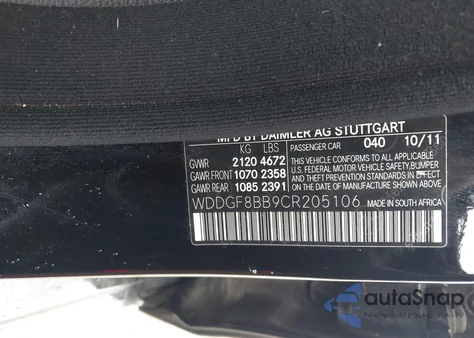 MFD BY DAIMLER AG STUTTGART
KG LBS PASSENGER CAR 040 10/11
GVWR 2120 4672
GAWR FRONT 1070 2358
GAWR REAR 1085 2391
THIS VEHICLE CONFORMS TO ALL APPLICABLE
U.S. FEDERAL MOTOR VEHICLE SAFETY, BUMPER,
AND THEFT PREVENTION STANDARDS IN EFFECT ON
THE DATE OF MANUFACTURE SHOWN ABOVE.
WDDGF8BB9CR205106 MADE IN SOUTH AFRICA
autoSnap